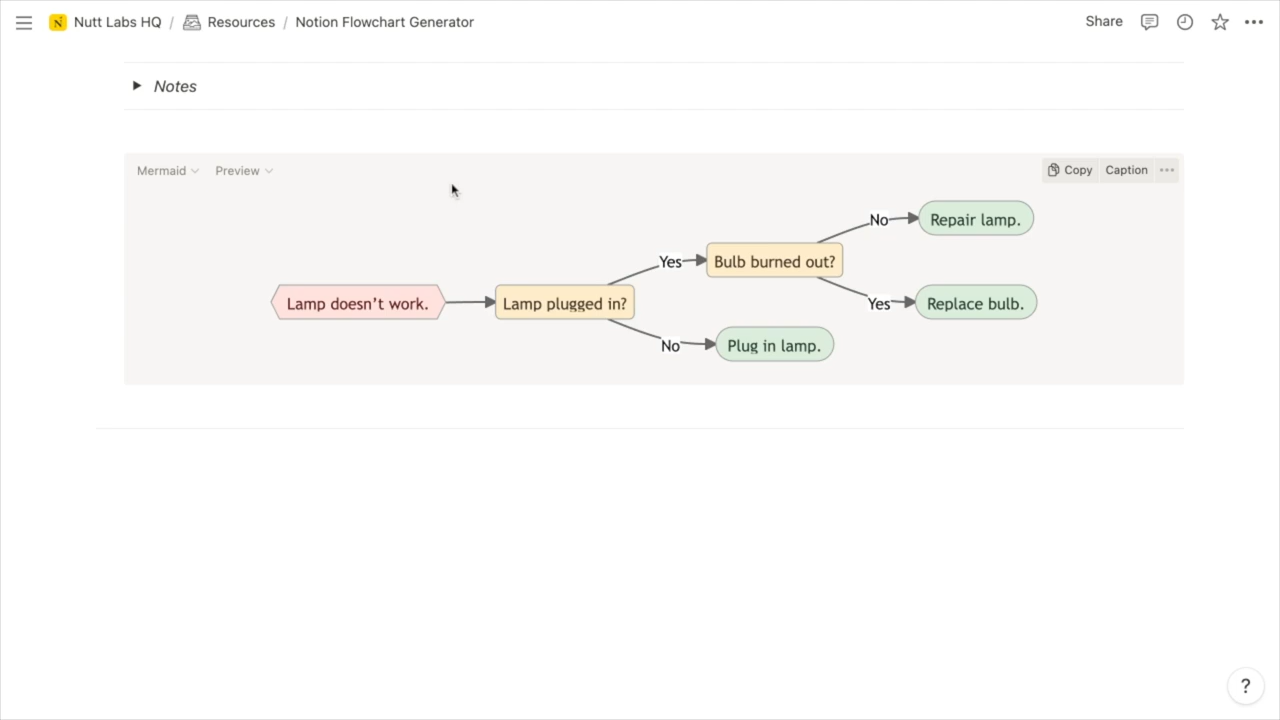 Nutt Labs HQ / Resources / Notion Flowchart Generator
Share
Notes
Mermaid
Preview
Copy
Caption
Lamp doesn’t work.
Lamp plugged in?
Yes
Bulb burned out?
No
Repair lamp.
Yes
Replace bulb.
No
Plug in lamp.
?